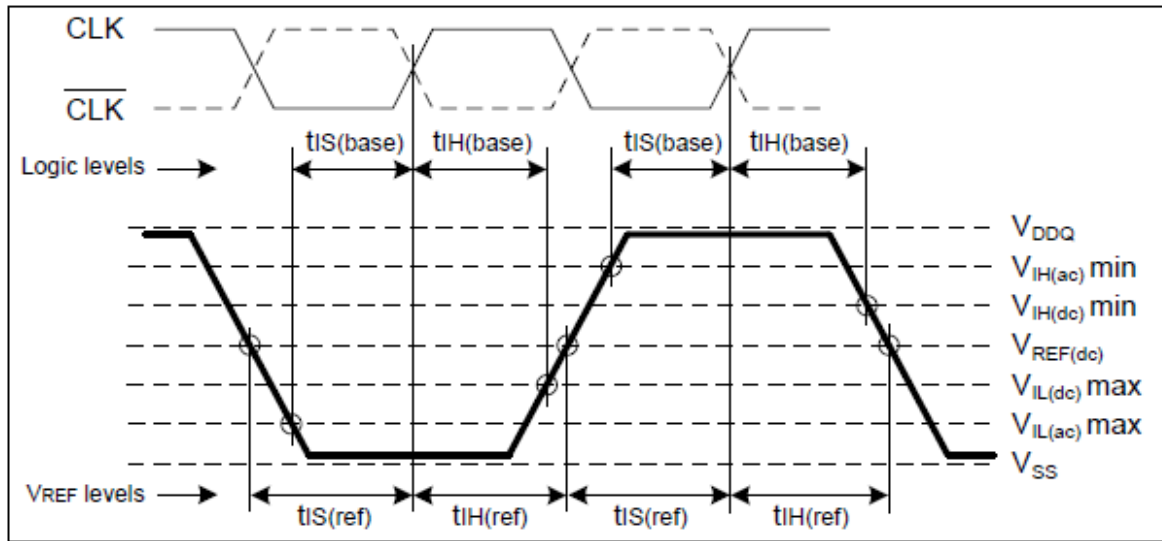 CLK
CLK
tIS(base) tIH(base) tIS(base) tIH(base)
Logic levels
VDDQ
VIH(ac) min
VIH(dc) min
VREF(dc)
VIL(dc) max
VIL(ac) max
VSS
VREF levels
tIS(ref) tIH(ref) tIS(ref) tIH(ref)